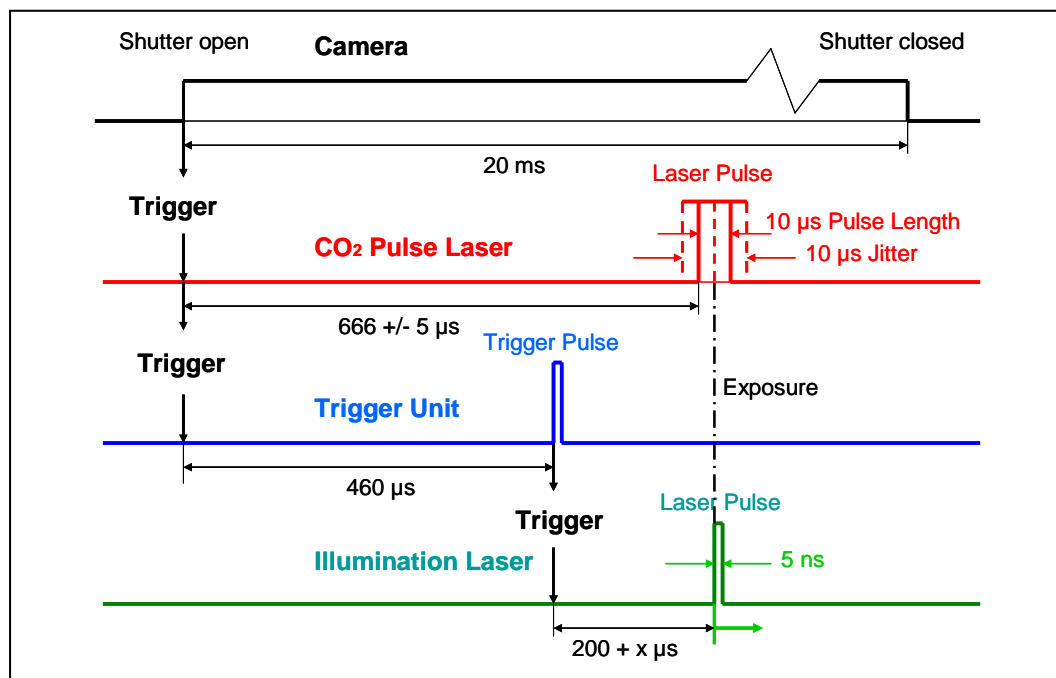 Shutter open
Camera
Shutter closed
20 ms
Laser Pulse
Trigger
10 µs Pulse Length
CO₂ Pulse Laser
10 µs Jitter
666 +/- 5 µs
Trigger Pulse
Trigger
Exposure
Trigger Unit
460 µs
Laser Pulse
Trigger
Illumination Laser
5 ns
200 + x µs